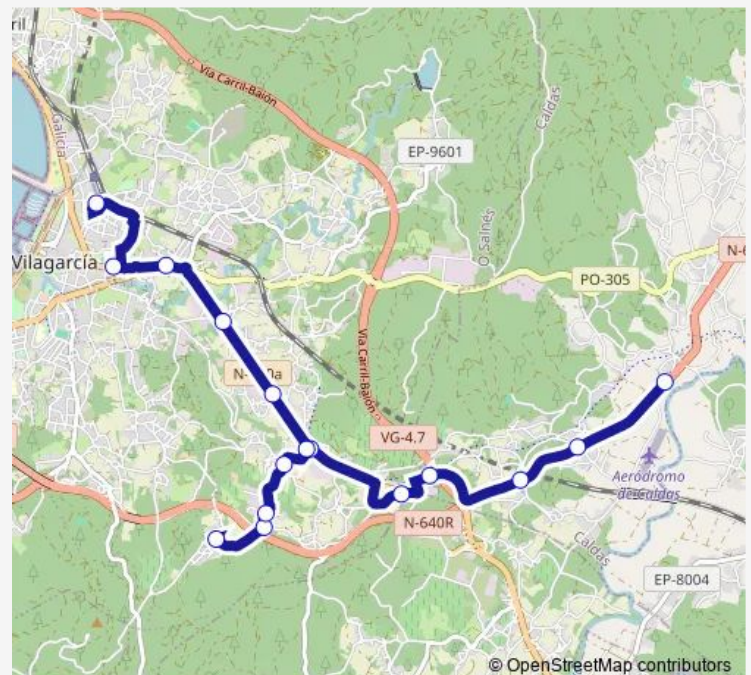 ril
Vía Carril-Baión
Galicia
EP-9601
Caldas
O Salnés
Vilagarcía
PO-305
N-6
Vía Carril-Baión
VG-4.7
Aeródromo
de Caldas
N-640R
Caldas
EP-8004
© OpenStreetMap contributors